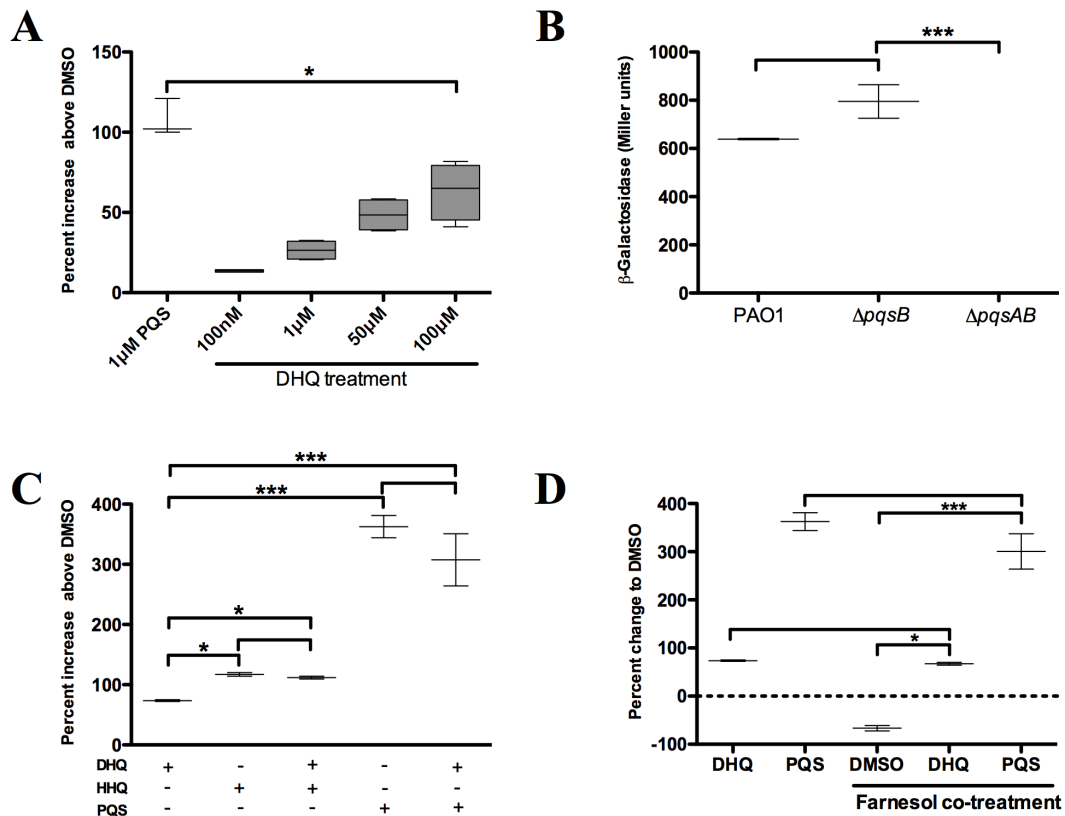 A
Percent increase above DMSO
150
100
50
0
*
1µM PQS
100nM
1µM
50µM
100µM
DHQ treatment
B
β-Galactosidase (Miller units)
1000
800
600
400
200
0
***
PAO1
ΔpqsB
ΔpqsAB
C
Percent increase above DMSO
400
300
200
100
0
***
***
*
*
DHQ + - + - +
HHQ - + + - -
PQS - - - + +
D
Percent change to DMSO
400
300
200
100
0
-100
***
*
DHQ PQS DMSO DHQ PQS
Farnesol co-treatment